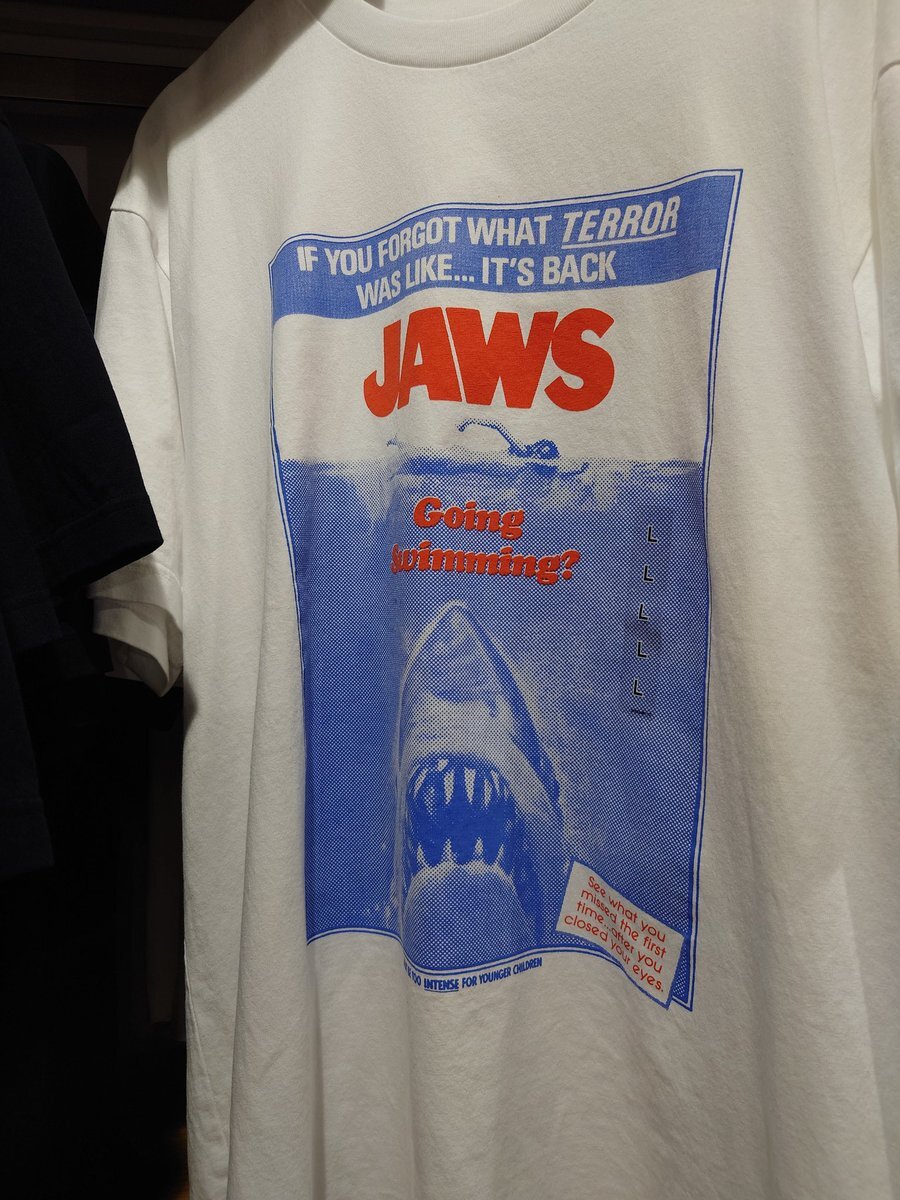 IF YOU FORGOT WHAT TERROR
WAS LIKE... IT'S BACK
JAWS
Going
Swimming?
L
L
L
L
L
See what you
missed the first
time...after you
closed your eyes.
TOO INTENSE FOR YOUNGER CHILDREN